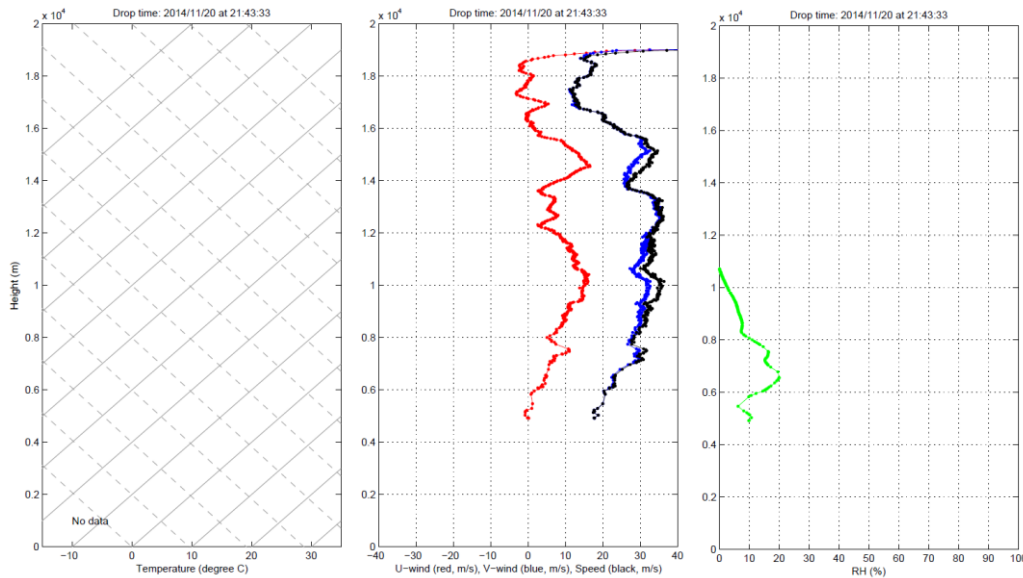 Drop time: 2014/11/20 at 21:43:33
x 10⁴
2
1.8
1.6
1.4
1.2
1
0.8
0.6
0.4
0.2
0
Height (m)
No data
−10 0 10 20 30
Temperature (degree C)
Drop time: 2014/11/20 at 21:43:33
x 10⁴
2
1.8
1.6
1.4
1.2
1
0.8
0.6
0.4
0.2
0
−40 −30 −20 −10 0 10 20 30 40
U−wind (red, m/s), V−wind (blue, m/s), Speed (black, m/s)
Drop time: 2014/11/20 at 21:43:33
x 10⁴
2
1.8
1.6
1.4
1.2
1
0.8
0.6
0.4
0.2
0
0 10 20 30 40 50 60 70 80 90 100
RH (%)